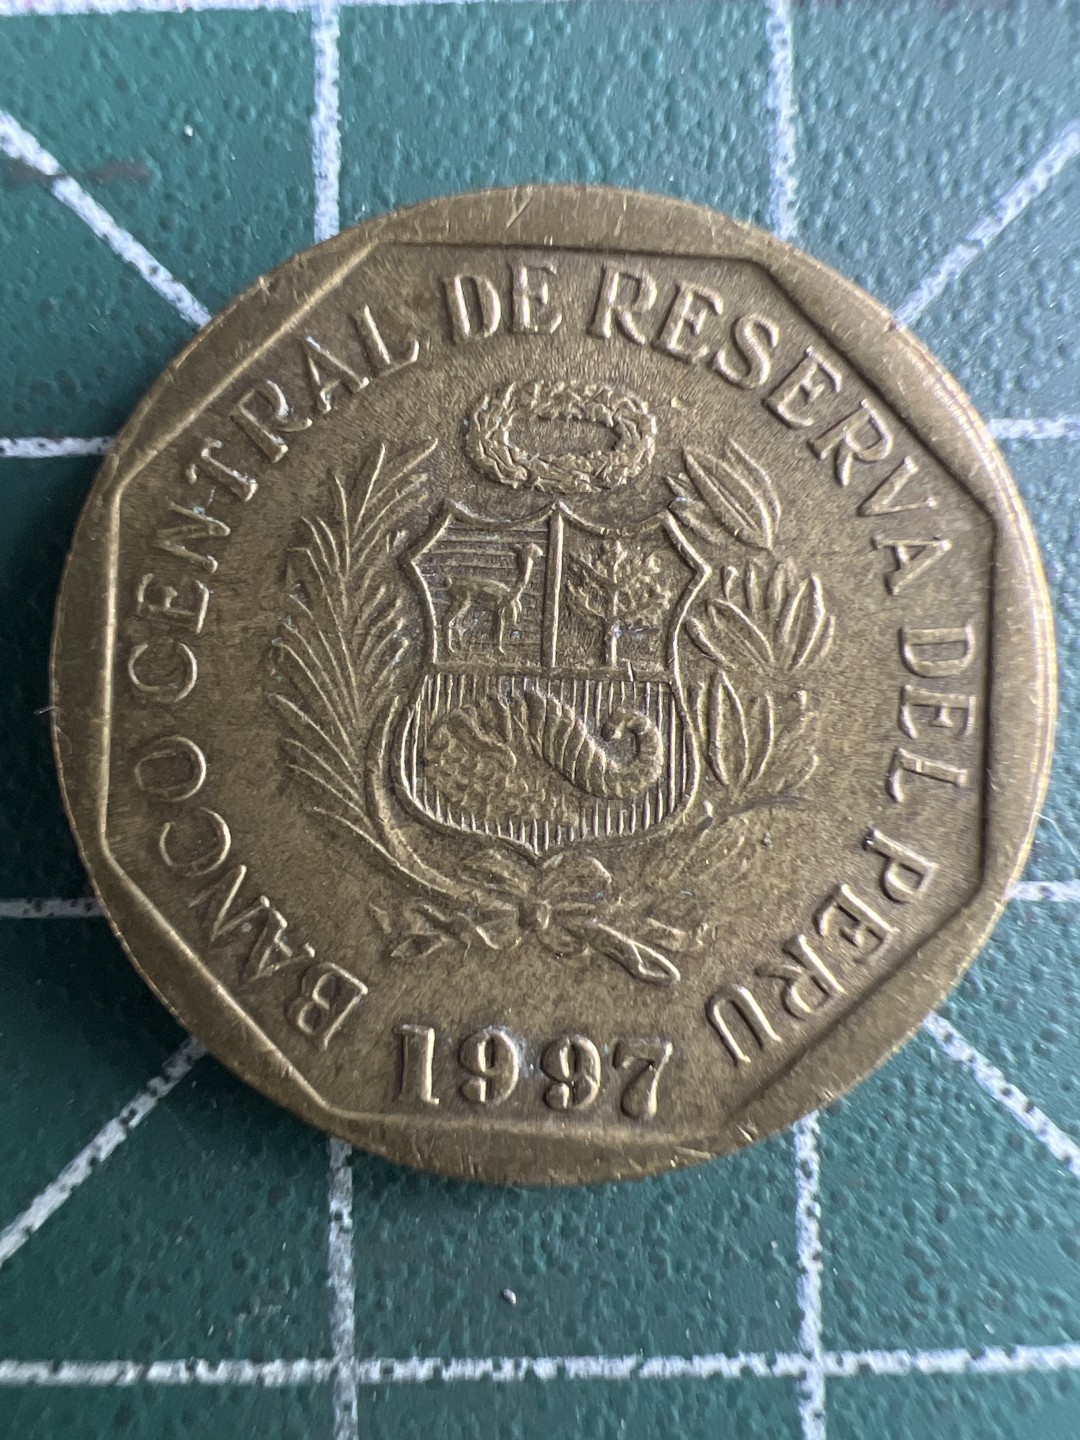 BANCO CENTRAL DE RESERVA DEL PERU
1997